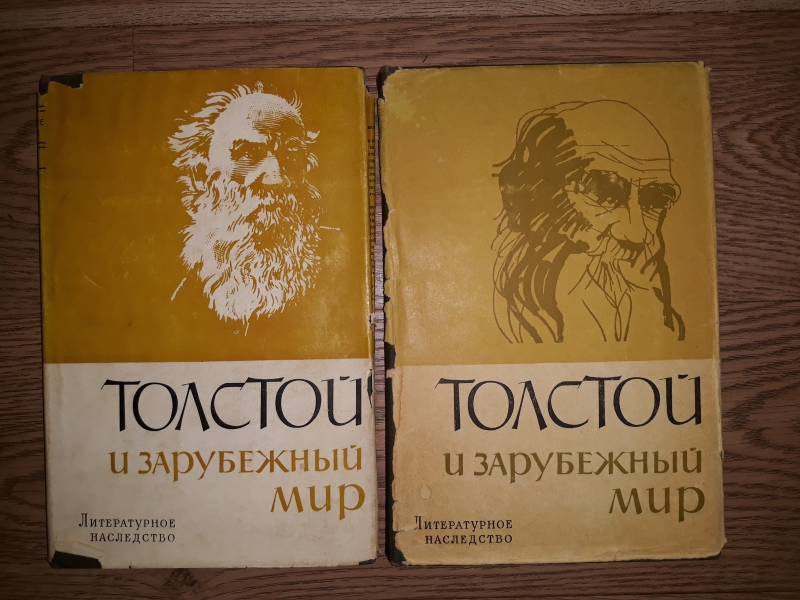 ТОЛСТОЙ
и ЗАРУБЕЖНЫЙ
мир
Литературное
наследство
ТОЛСТОЙ
и ЗАРУБЕЖНЫЙ
мир
Литературное
наследство